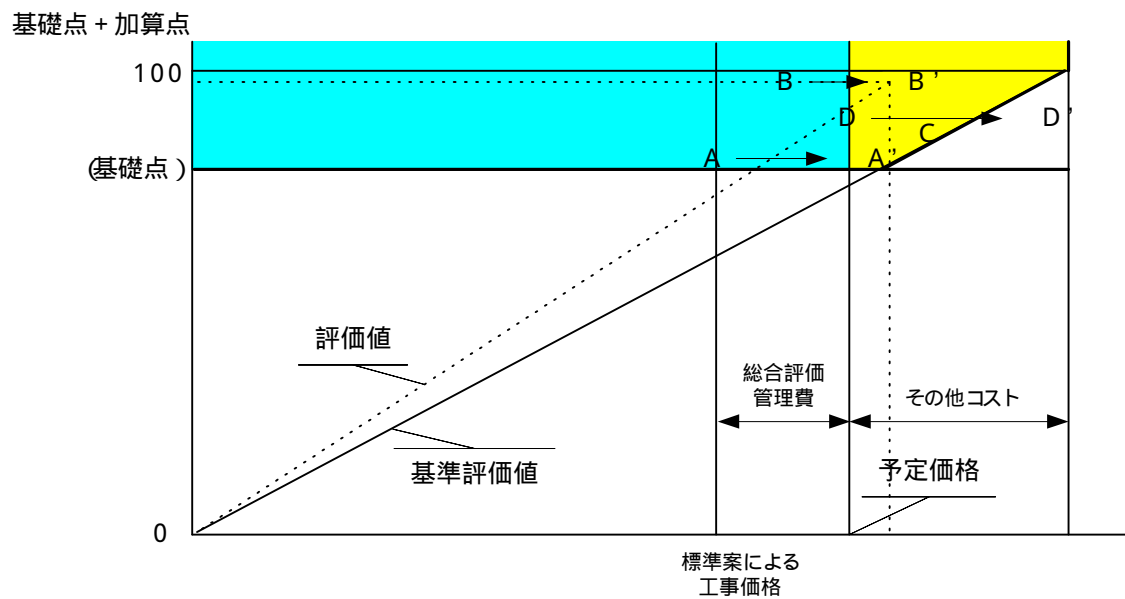 基礎点 + 加算点
100
B B’
D D’
C
A A’
(基礎点)
評価値
総合評価
管理費
その他コスト
基準評価値
予定価格
0
標準案による
工事価格